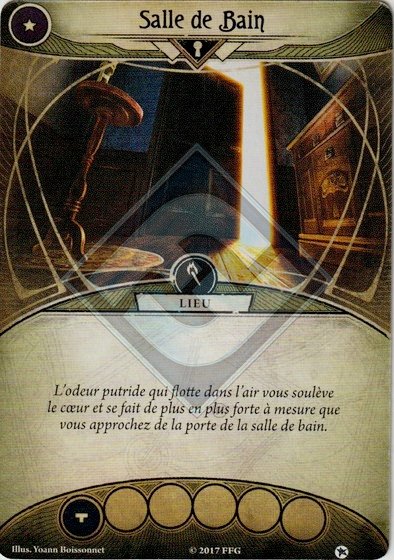 Salle de Bain
LIEU
L'odeur putride qui flotte dans l'air vous soulève
le cœur et se fait de plus en plus forte à mesure que
vous approchez de la porte de la salle de bain.
Illus. Yoann Boissonnet
© 2017 FFG